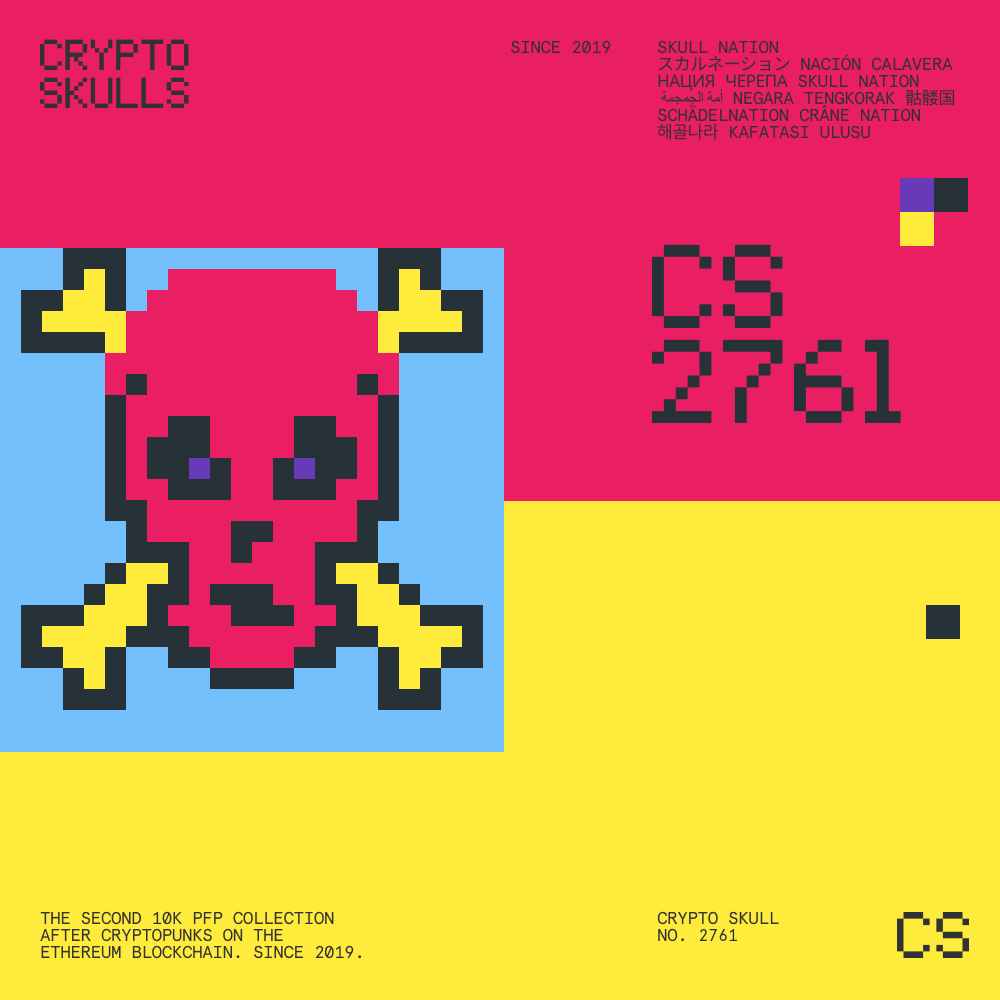 CRYPTO
SKULLS
SINCE 2019
SKULL NATION
スカルネーション NACIÓN CALAVERA
НАЦИЯ ЧЕРЕПА SKULL NATION
أمة الجمجمة NEGARA TENGKORAK 骷髅国
SCHÄDELNATION CRÂNE NATION
해골나라 KAFATASI ULUSU
CS
2761
THE SECOND 10K PFP COLLECTION
AFTER CRYPTOPUNKS ON THE
ETHEREUM BLOCKCHAIN. SINCE 2019.
CRYPTO SKULL
NO. 2761
CS